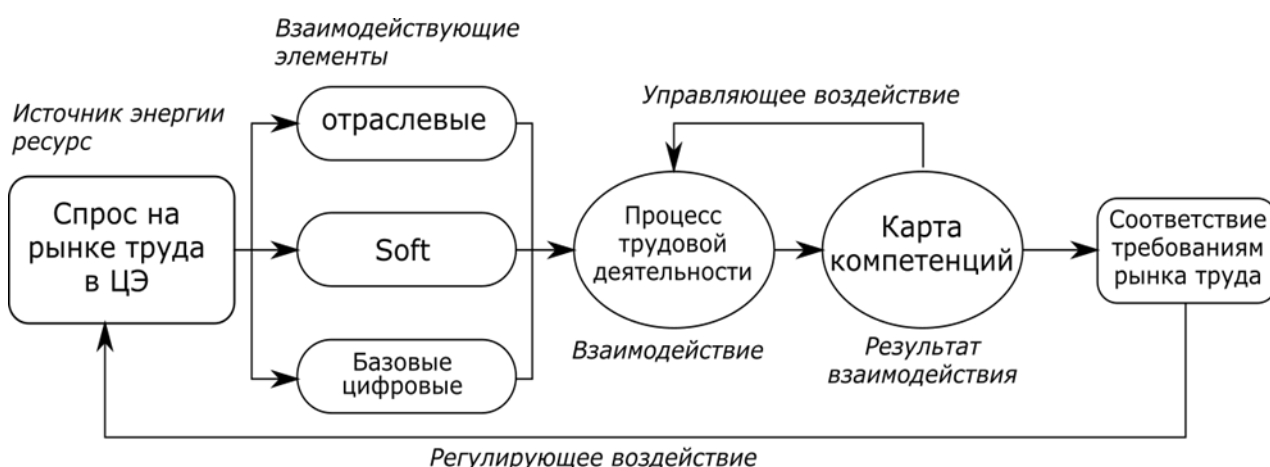 Взаимодействующие
элементы
Источник энергии
ресурс
Управляющее воздействие
отраслевые
Спрос на
рынке труда
в ЦЭ
Soft
Процесс
трудовой
деятельности
Карта
компетенций
Соответствие
требованиям
рынка труда
Базовые
цифровые
Взаимодействие
Результат
взаимодействия
Регулирующее воздействие